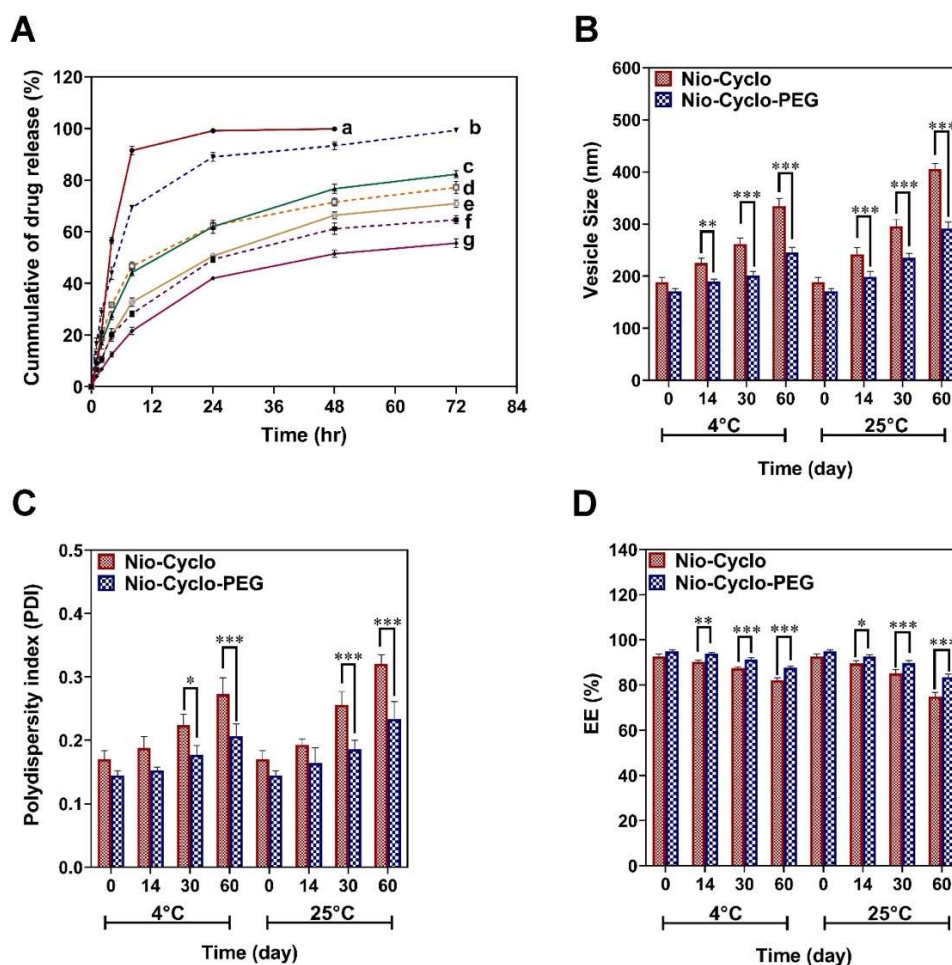 A
Cummulative of drug release (%)
120
100
80
60
40
20
0
a
b
c
d
e
f
g
0 12 24 36 48 60 72 84
Time (hr)
B
Nio-Cyclo
Nio-Cyclo-PEG
Vesicle Size (nm)
600
500
400
300
200
100
0
** *** *** *** *** ***
0 14 30 60 0 14 30 60
4°C 25°C
Time (day)
C
Nio-Cyclo
Nio-Cyclo-PEG
Polydispersity index (PDI)
0.5
0.4
0.3
0.2
0.1
0.0
* *** *** ***
0 14 30 60 0 14 30 60
4°C 25°C
Time (day)
D
Nio-Cyclo
Nio-Cyclo-PEG
EE (%)
140
120
100
80
60
40
20
0
** *** *** * *** ***
0 14 30 60 0 14 30 60
4°C 25°C
Time (day)